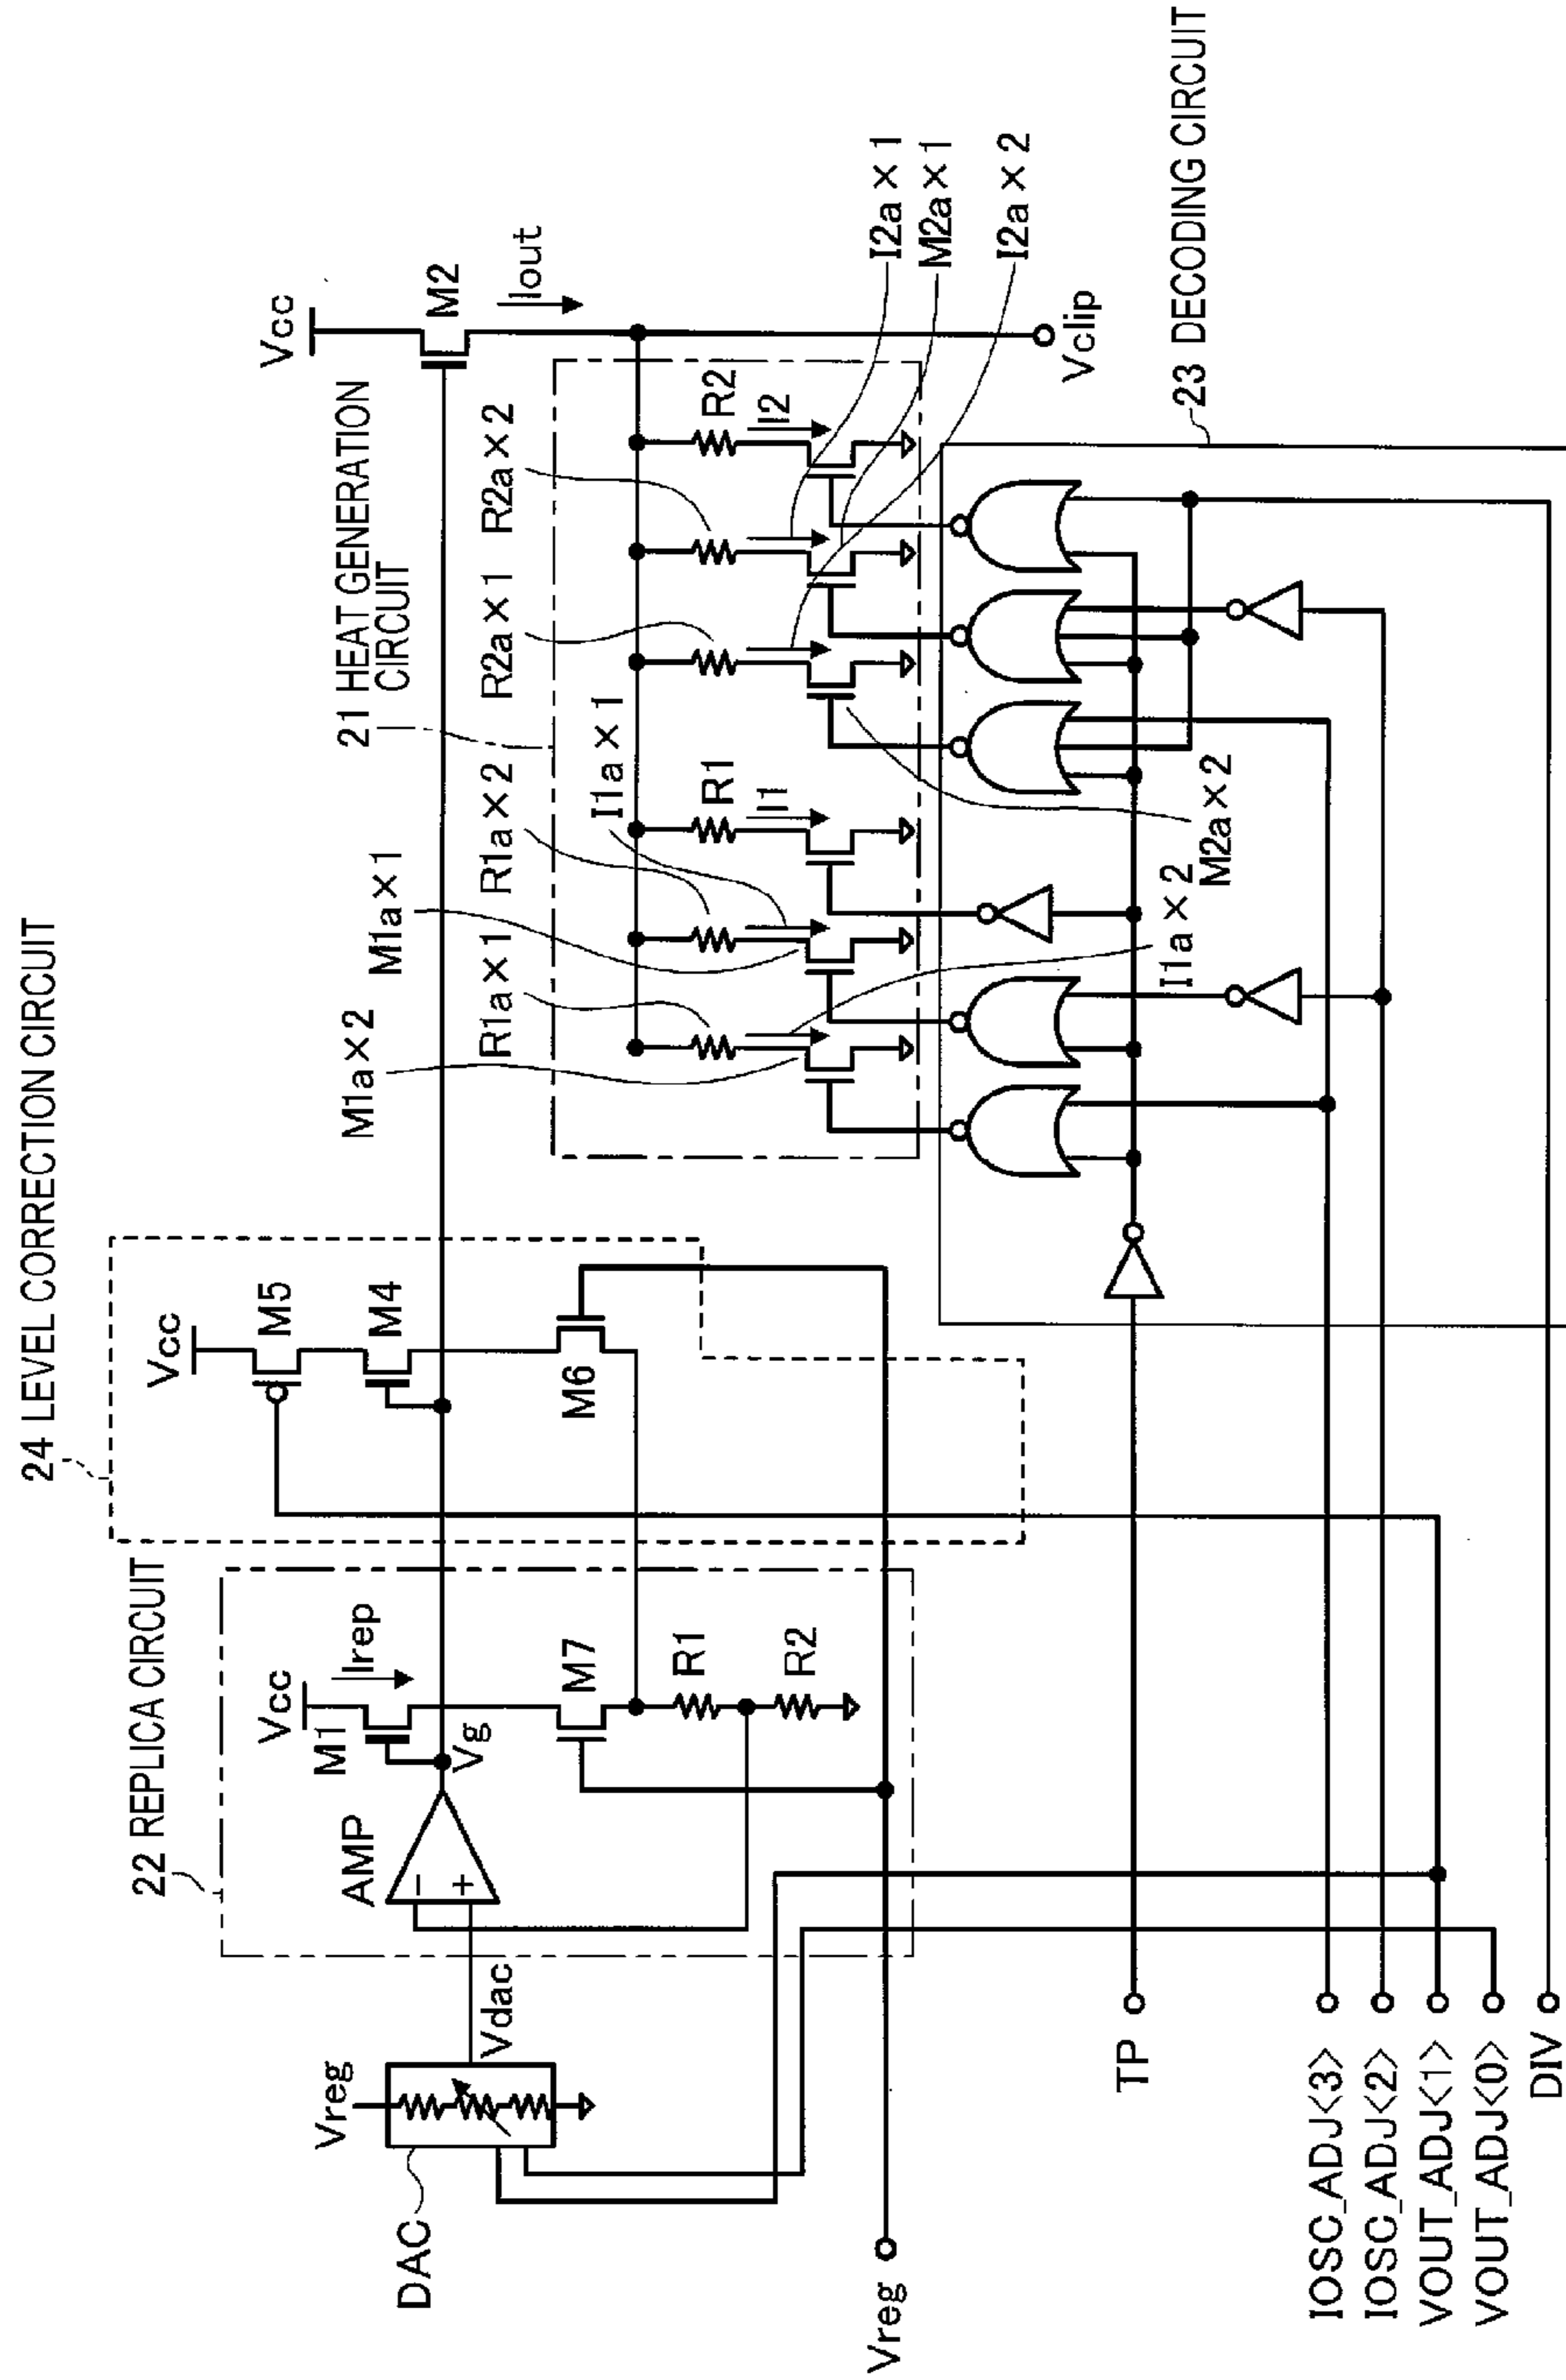 24 LEVEL CORRECTION CIRCUIT
22 REPLICA CIRCUIT
Vcc
M5
M4
M6
Vcc
M1
Irep
AMP
Vg
M7
R1
R2
Vreg
DAC
Vdac
Vreg
Vcc
M2
Iout
Vclip
21 HEAT GENERATION
CIRCUIT
M1a×2
M1a×1
R1a×1
R1a×2
I1a×1
R2a×1
R2a×2
R1
I1
R2
I2
I2a×1
M2a×1
I2a×2
23 DECODING CIRCUIT
I1a×2
M2a×2
TP
IOSC_ADJ<3>
IOSC_ADJ<2>
VOUT_ADJ<1>
VOUT_ADJ<0>
DIV